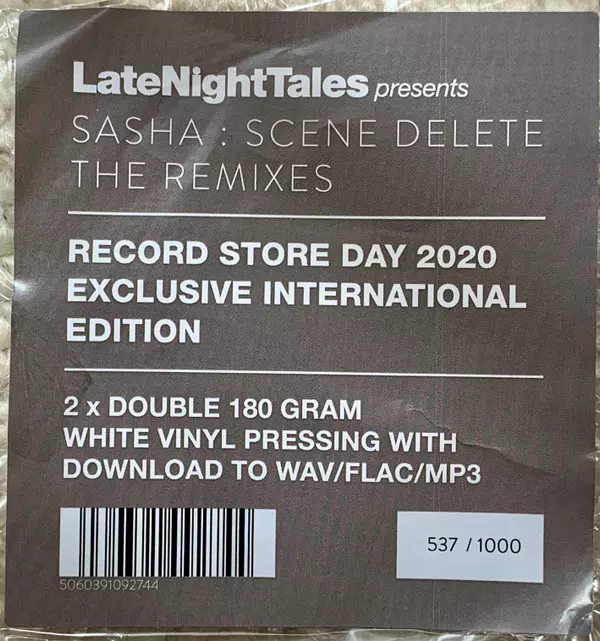 LateNightTales presents
SASHA : SCENE DELETE
THE REMIXES
RECORD STORE DAY 2020
EXCLUSIVE INTERNATIONAL
EDITION
2 x DOUBLE 180 GRAM
WHITE VINYL PRESSING WITH
DOWNLOAD TO WAV/FLAC/MP3
537 / 1000
5060391092744